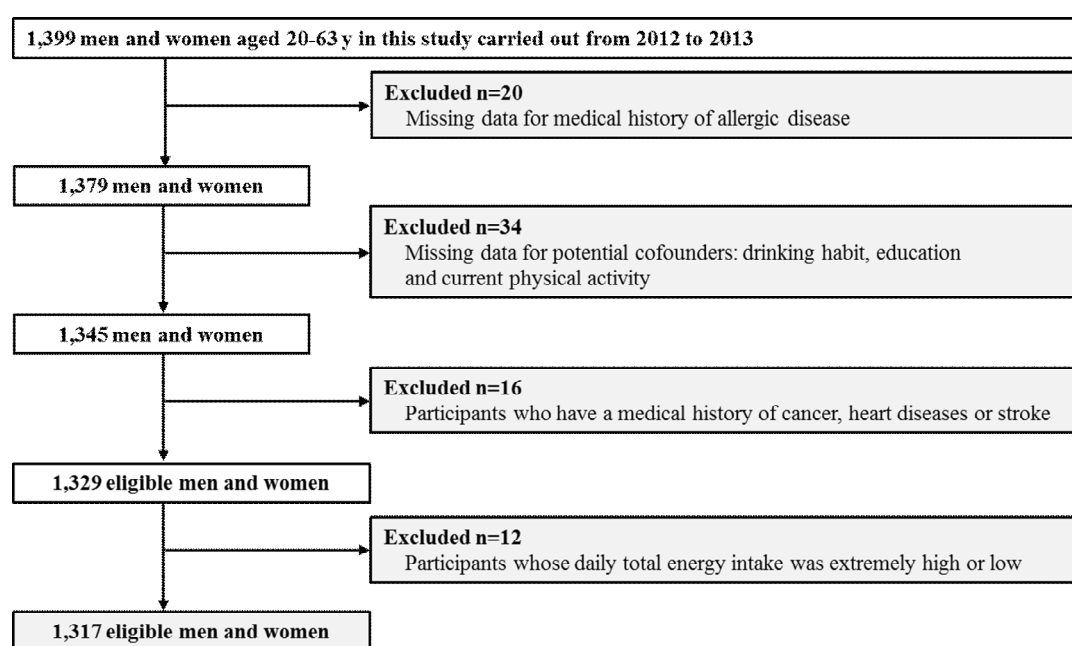 1,399 men and women aged 20-63 y in this study carried out from 2012 to 2013
Excluded n=20
Missing data for medical history of allergic disease
1,379 men and women
Excluded n=34
Missing data for potential cofounders: drinking habit, education
and current physical activity
1,345 men and women
Excluded n=16
Participants who have a medical history of cancer, heart diseases or stroke
1,329 eligible men and women
Excluded n=12
Participants whose daily total energy intake was extremely high or low
1,317 eligible men and women